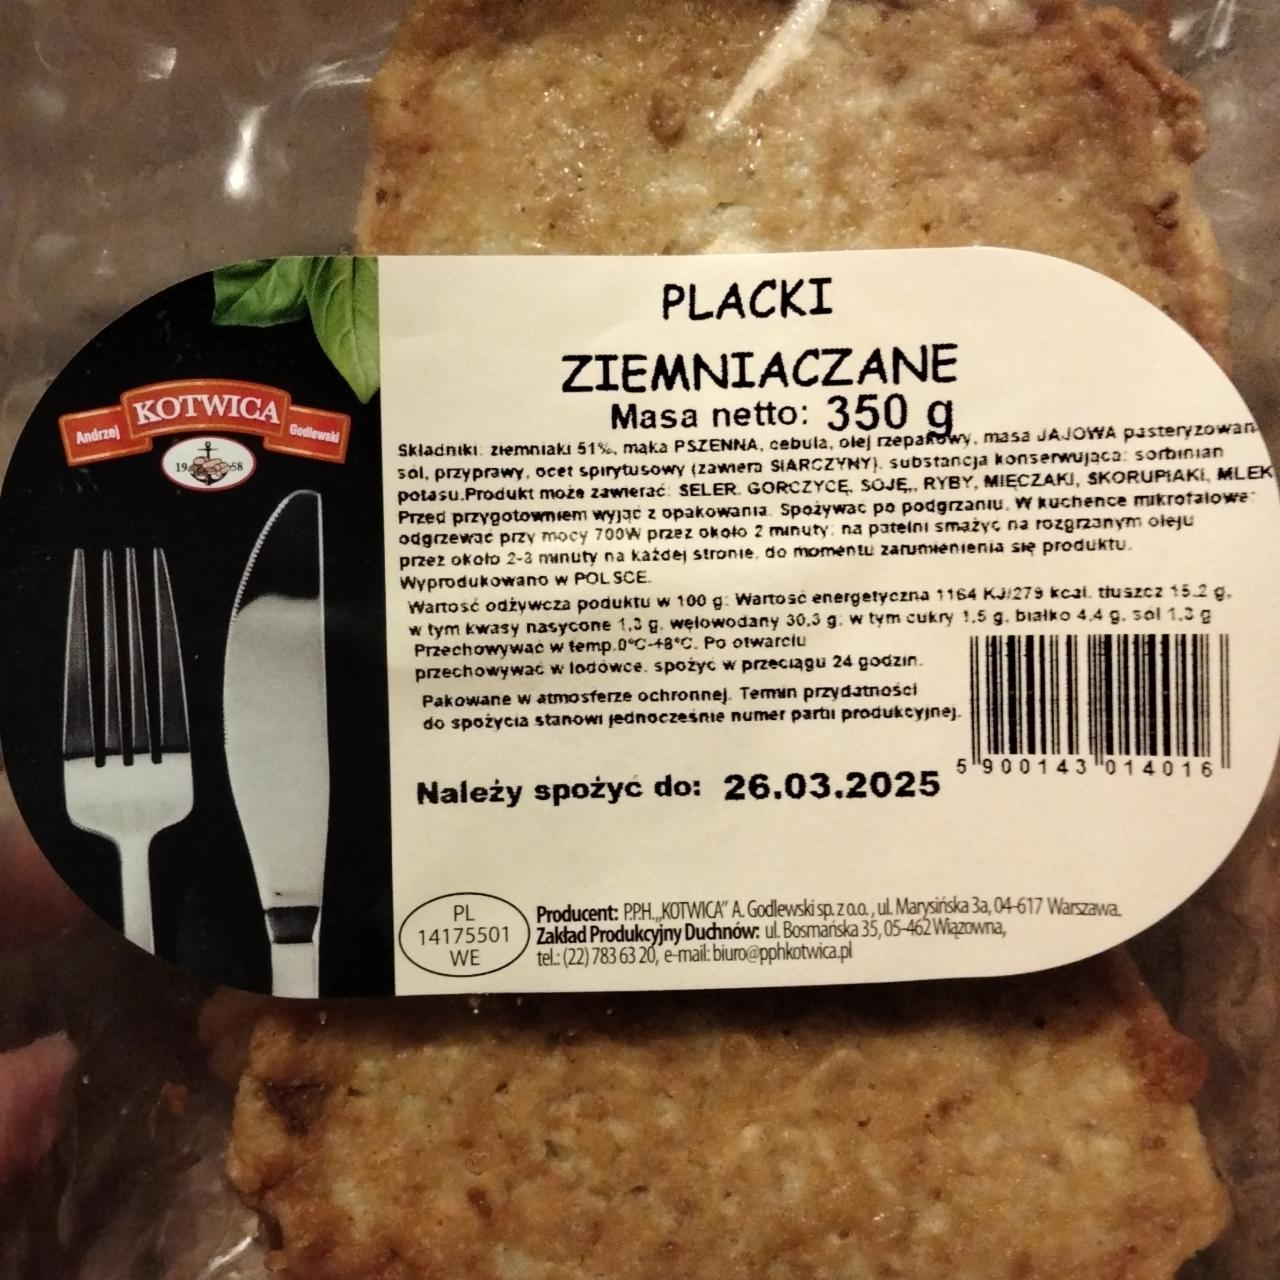 PLACKI
ZIEMNIACZANE
Masa netto: 350 g
KOTWICA
Andrzej
Godlewski
19 58
Składniki: ziemniaki 51%, mąka PSZENNA, cebula, olej rzepakowy, masa JAJOWA pasteryzowan
sól, przyprawy, ocet spirytusowy (zawiera SIARCZYNY), substancja konserwująca: sorbinian
potasu.Produkt może zawierać: SELER, GORCZYCĘ, SOJĘ,, RYBY, MIĘCZAKI, SKORUPIAKI, MLEK
Przed przygotowniem wyjąć z opakowania. Spożywać po podgrzaniu. W kuchence mikrofalowe
odgrzewać przy mocy 700W przez około 2 minuty; na patelni smażyć na rozgrzanym oleju
przez około 2-3 minuty na każdej stronie, do momentu zarumienienia się produktu.
Wyprodukowano w POLSCE.
Wartość odżywcza poduktu w 100 g: Wartość energetyczna 1164 KJ/279 kcal, tłuszcz 15,2 g,
w tym kwasy nasycone 1,3 g, węlowodany 30,3 g; w tym cukry 1,5 g, białko 4,4 g, sól 1,3 g
Przechowywać w temp.0°C-+8°C. Po otwarciu
przechowywać w lodówce, spożyć w przeciągu 24 godzin.
Pakowane w atmosferze ochronnej. Termin przydatności
do spożycia stanowi jednocześnie numer partii produkcyjnej.
5 900143 014016
Należy spożyć do: 26.03.2025
PL
14175501
WE
Producent: P.P.H. „KOTWICA” A. Godlewski sp. z o.o., ul. Marysińska 3a, 04-617 Warszawa.
Zakład Produkcyjny Duchnów: ul. Bosmańska 35, 05-462 Wiązowna,
tel.: (22) 783 63 20, e-mail: biuro@pphkotwica.pl